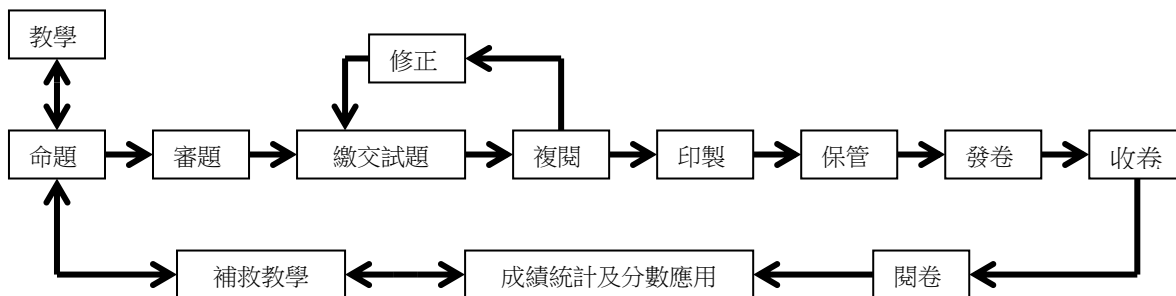 教學
修正
命題
審題
繳交試題
複閱
印製
保管
發卷
收卷
補救教學
成績統計及分數應用
閱卷